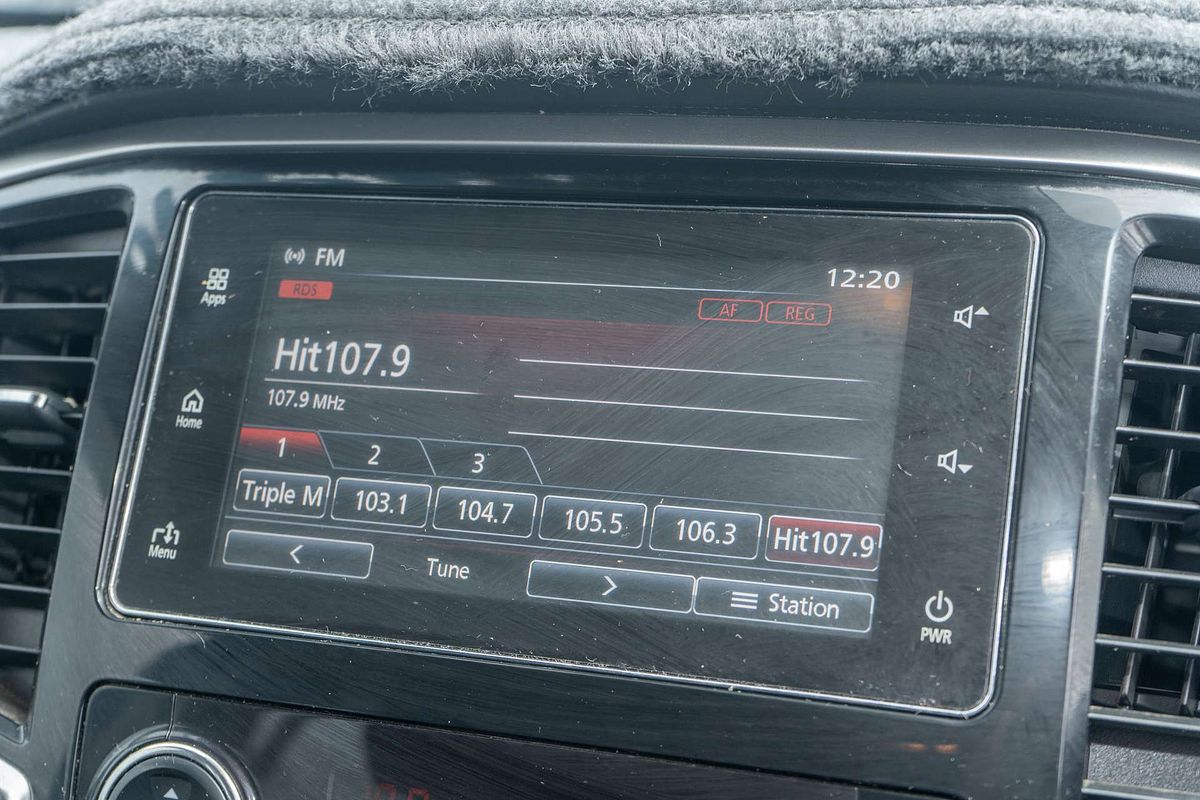 FM
12:20
RDS
AF REG
Apps
Hit107.9
107.9 MHz
Home
1 2 3
Triple M 103.1 104.7 105.5 106.3 Hit107.9
Menu
< Tune > Station
PWR